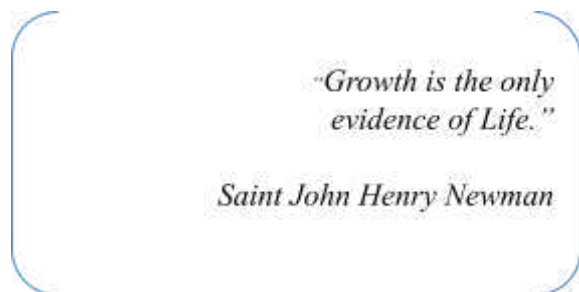 “Growth is the only
evidence of Life.”
Saint John Henry Newman